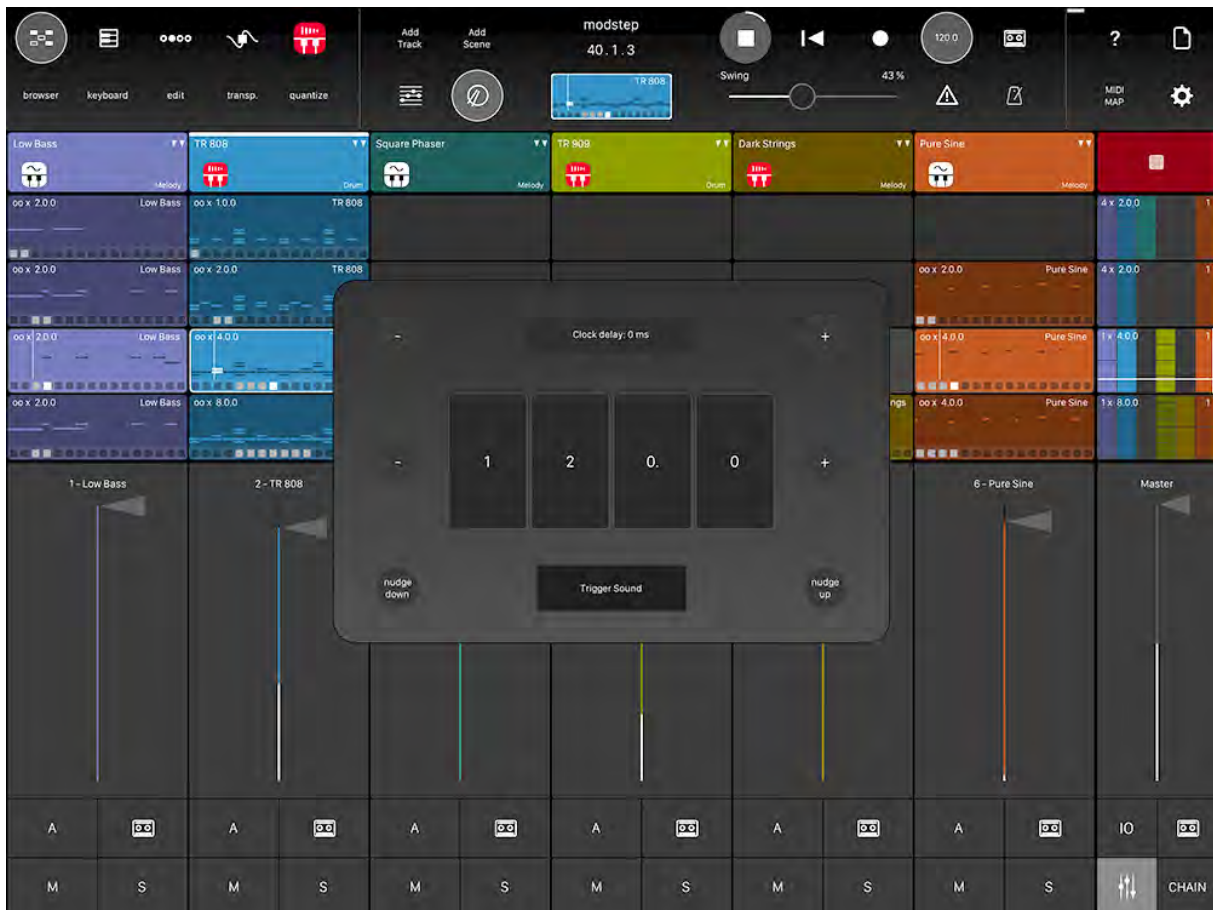 Add Track
Add Scene
modstep
40.1.3
120.0
?
browser
keyboard
edit
transp.
quantize
TR 808
Swing
43 %
MIDI MAP
Low Bass
Melody
TR 808
Drum
Square Phaser
Melody
TR 909
Drum
Dark Strings
Melody
Pure Sine
Melody
oo x 2.0.0 Low Bass
oo x 1.0.0 TR 808
4 x 2.0.0 1
oo x 2.0.0 Low Bass
oo x 2.0.0 TR 808
oo x 2.0.0 Pure Sine
4 x 2.0.0 1
oo x 2.0.0 Low Bass
oo x 4.0.0
oo x 4.0.0 Pure Sine
1 x 4.0.0 1
oo x 2.0.0 Low Bass
oo x 8.0.0
ngs
oo x 4.0.0 Pure Sine
1 x 8.0.0 1
- Clock delay: 0 ms +
- 1 2 0. 0 +
nudge down
Trigger Sound
nudge up
1 - Low Bass
2 - TR 808
6 - Pure Sine
Master
A A A A A A IO
M S M S M S M S M S M S CHAIN